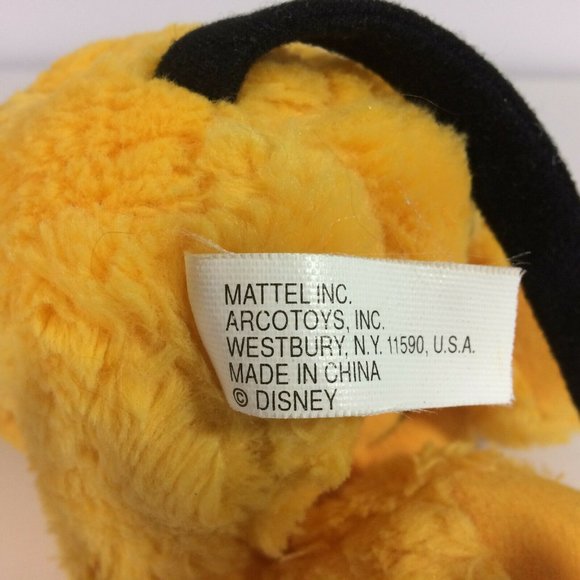 MATTEL INC.
ARCOTOYS, INC.
WESTBURY, N.Y. 11590, U.S.A.
MADE IN CHINA
© DISNEY